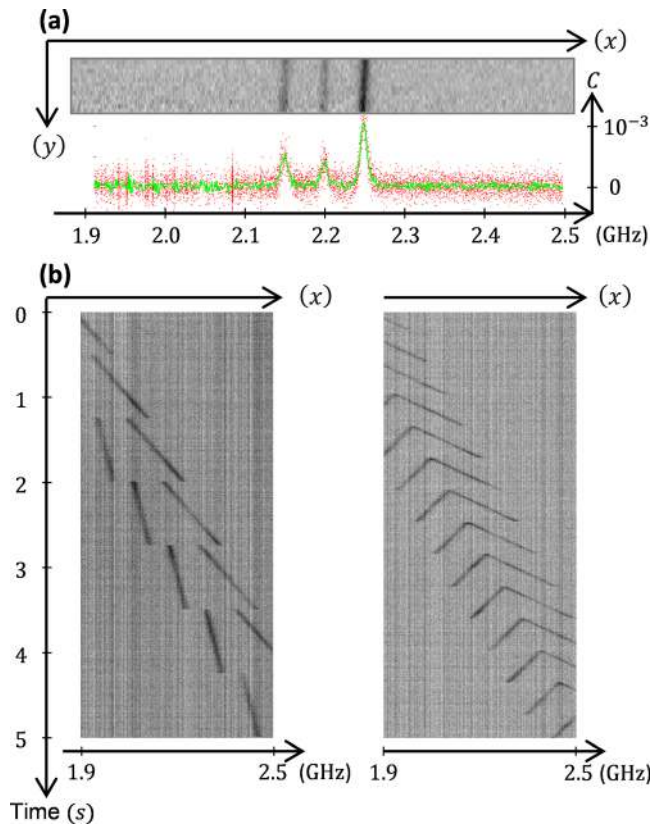 (a)
(x)
C
(y)
10⁻³
0
1.9 2.0 2.1 2.2 2.3 2.4 2.5 (GHz)
(b)
(x) (x)
0
1
2
3
4
5
1.9 2.5 (GHz) 1.9 2.5 (GHz)
Time (s)